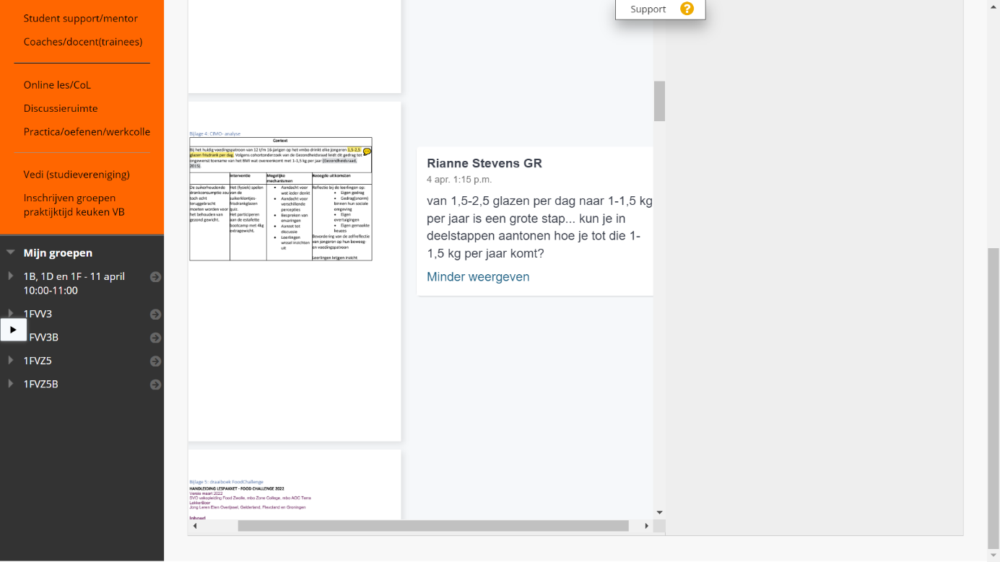 Student support/mentor
Coaches/docent(trainees)
Online les/CoL
Discussieruimte
Practica/oefenen/werkcolle
Vedi (studievereniging)
Inschrijven groepen
praktijktijd keuken VB
Mijn groepen
1B, 1D en 1F - 11 april
10:00-11:00
1FVV3
FVV3B
1FVZ5
1FVZ5B
Support ?
Bijlage 4: CIMO- analyse
Context
Bij het huidig voedingspatroon van 12 t/m 16-jarigen op het vmbo drinkt elke jongeren 1,5-2,5
glazen frisdrank per dag. Volgens cohortonderzoek van de Gezondheidsraad leidt dit gedrag tot
ongewenst toename van het BMI wat overeenkomt met 1-1,5 kg per jaar (Gezondheidsraad,
2015).
Interventie
Mogelijke
mechanismen
Beoogde uitkomsten
De suikerhoudende
drankconsumptie zou
toch echt
teruggebracht
moeten worden voor
het behouden van
gezond gewicht.
Het (fysiek) spelen
van de
suikerklontjes-
frisdrankglazen
quiz.
Het participeren
aan de estafette
bootcamp met 4kg
extragewicht.
• Aandacht voor
wat ieder denkt
• Aandacht voor
verschillende
percepties
• Bespreken van
ervaringen
• Aanzet tot
discussie
• Leerlingen
wissel inzichten
uit
Reflectie bij de leerlingen op:
• Eigen gedrag
• Gedrag(snorm)
binnen hun sociale
omgeving
• Eigen
overtuigingen
• Eigen gemaakte
keuzes
Bevordering van de zelfreflectie
van jongeren op hun beweeg-
en voedingspatroon
Leerlingen krijgen inzicht
Rianne Stevens GR
4 apr. 1:15 p.m.
van 1,5-2,5 glazen per dag naar 1-1,5 kg
per jaar is een grote stap... kun je in
deelstappen aantonen hoe je tot die 1-
1,5 kg per jaar komt?
Minder weergeven
Bijlage 5: draaiboek FoodChallenge
HANDLEIDING LESPAKKET - FOOD CHALLENGE 2022
Versie maart 2022
SVO vakopleiding Food Zwolle, mbo Zone College, mbo AOC Terra
LekkerBoer
Jong Leren Eten Overijssel, Gelderland, Flevoland en Groningen
Inhoud